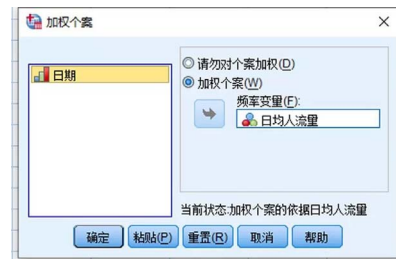 加权个案
日期
请勿对个案加权(D)
加权个案(W)
频率变量(F):
日均人流量
当前状态:加权个案的依据日均人流量
确定 粘贴(P) 重置(R) 取消 帮助